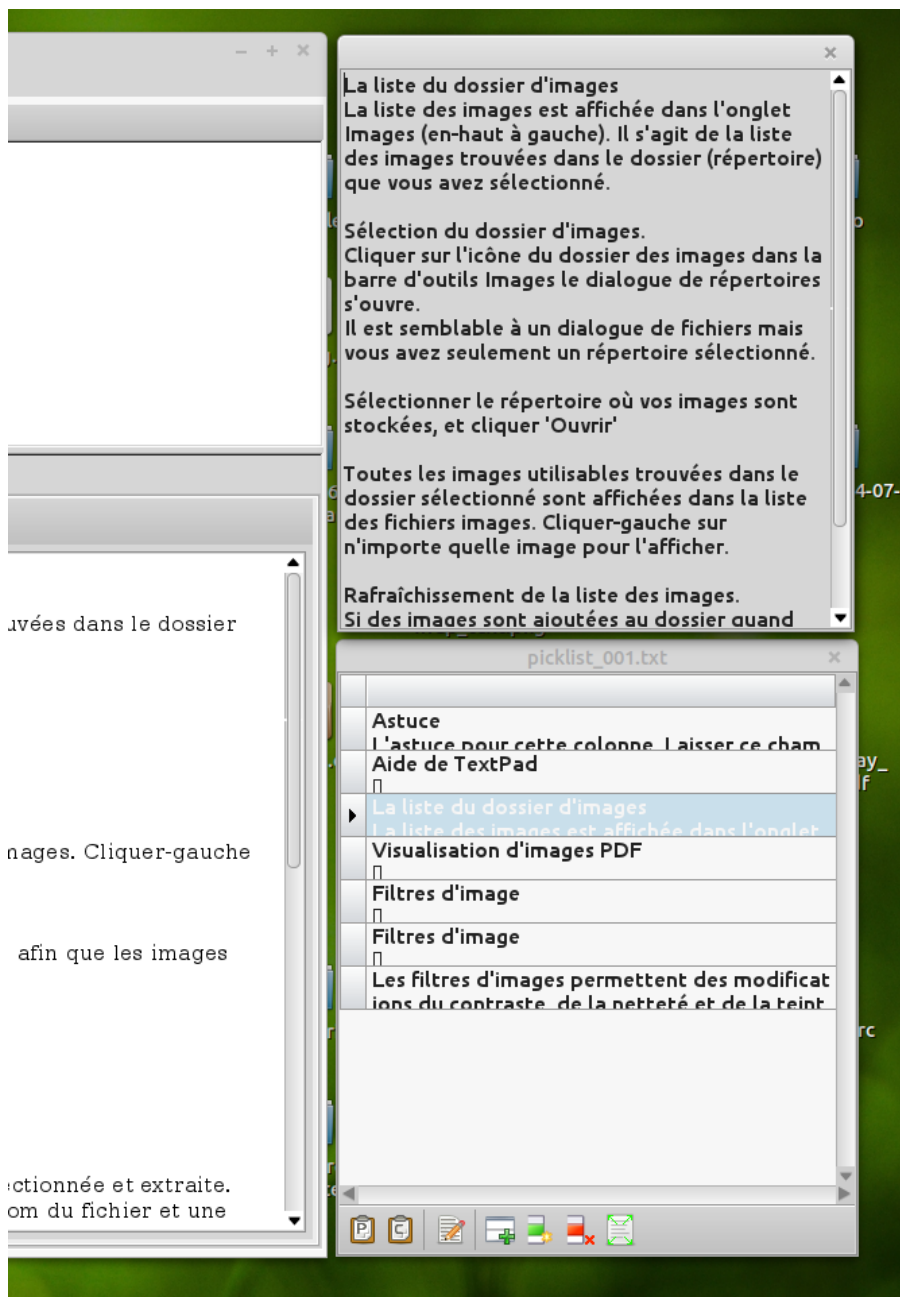 La liste du dossier d'images
La liste des images est affichée dans l'onglet
Images (en-haut à gauche). Il s'agit de la liste
des images trouvées dans le dossier (répertoire)
que vous avez sélectionné.
Sélection du dossier d'images.
Cliquer sur l'icône du dossier des images dans la
barre d'outils Images le dialogue de répertoires
s'ouvre.
Il est semblable à un dialogue de fichiers mais
vous avez seulement un répertoire sélectionné.
Sélectionner le répertoire où vos images sont
stockées, et cliquer 'Ouvrir'
Toutes les images utilisables trouvées dans le
dossier sélectionné sont affichées dans la liste
des fichiers images. Cliquer-gauche sur
n'importe quelle image pour l'afficher.
Rafraîchissement de la liste des images.
Si des images sont ajoutées au dossier quand
uvées dans le dossier
mages. Cliquer-gauche
afin que les images
ectionnée et extraite.
om du fichier et une
picklist_001.txt
Astuce
L'astuce pour cette colonne. Laisser ce cham
Aide de TextPad
La liste du dossier d'images
La liste des images est affichée dans l'onglet
Visualisation d'images PDF
Filtres d'image
Filtres d'image
Les filtres d'images permettent des modificat
ions du contraste, de la netteté et de la teint
4-07-
ay_
rc